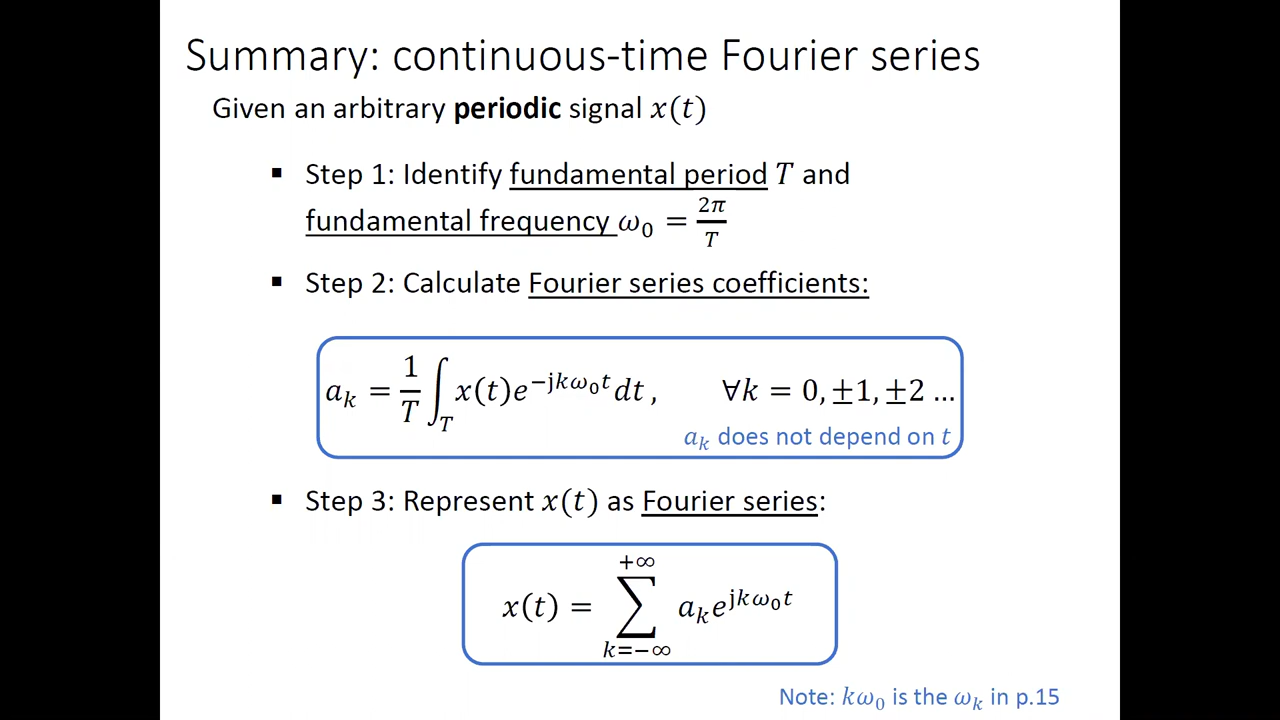 Summary: continuous-time Fourier series
Given an arbitrary periodic signal x(t)
▪ Step 1: Identify fundamental period T and
fundamental frequency ω₀ = 2π/T
▪ Step 2: Calculate Fourier series coefficients:
aₖ = 1/T ∫_T x(t)e^{−jkω₀t} dt, ∀k = 0, ±1, ±2 …
aₖ does not depend on t
▪ Step 3: Represent x(t) as Fourier series:
x(t) = ∑_{k=−∞}^{+∞} aₖe^{jkω₀t}
Note: kω₀ is the ωₖ in p.15